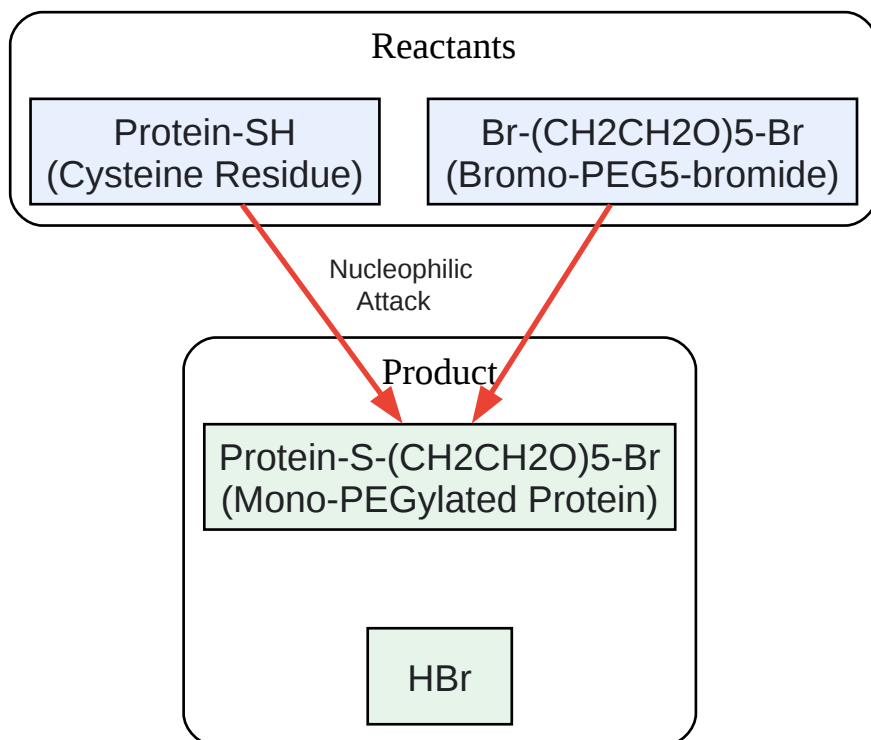 Reactants
Protein-SH
(Cysteine Residue)
Br-(CH2CH2O)5-Br
(Bromo-PEG5-bromide)
Nucleophilic
Attack
Product
Protein-S-(CH2CH2O)5-Br
(Mono-PEGylated Protein)
HBr